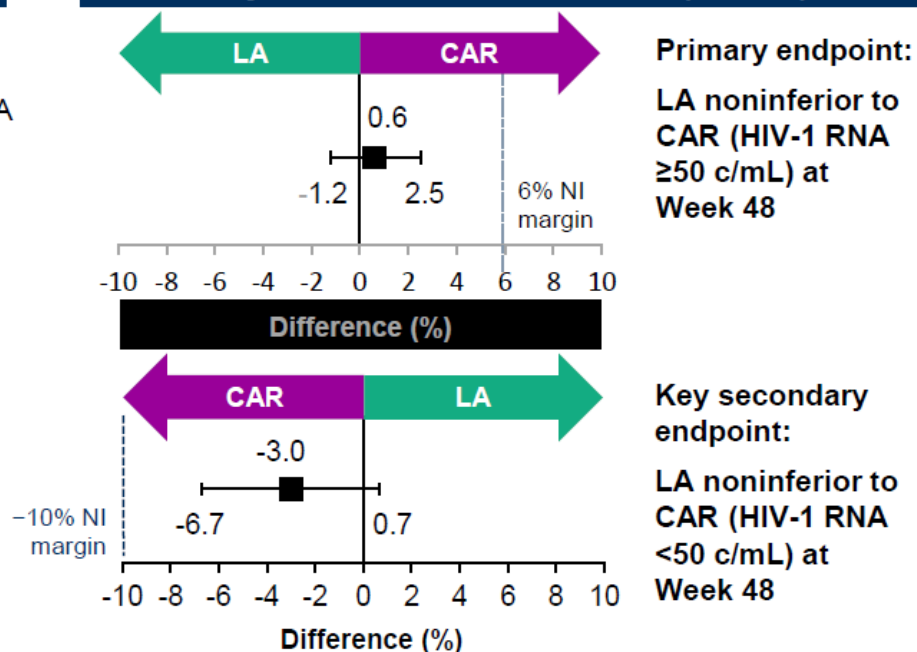 A
LA CAR
0.6
-1.2 2.5
6% NI
margin
-10 -8 -6 -4 -2 0 2 4 6 8 10
Difference (%)
Primary endpoint:
LA noninferior to
CAR (HIV-1 RNA
≥50 c/mL) at
Week 48
CAR LA
-3.0
-6.7 0.7
−10% NI
margin
-10 -8 -6 -4 -2 0 2 4 6 8 10
Difference (%)
Key secondary
endpoint:
LA noninferior to
CAR (HIV-1 RNA
<50 c/mL) at
Week 48